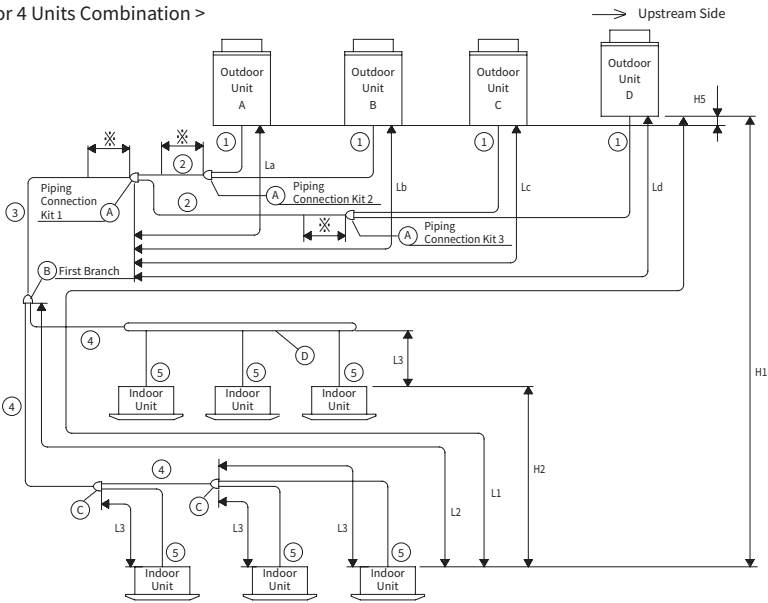 or 4 Units Combination >
Upstream Side
Outdoor
Unit
A
Outdoor
Unit
B
Outdoor
Unit
C
Outdoor
Unit
D
H5
※
※
1
1
1
1
2
La
Lb
Lc
Ld
Piping
Connection
Kit 1
A
A
Piping
Connection Kit 2
2
3
※
A
Piping
Connection Kit 3
B
First Branch
4
D
L3
H1
5
5
5
Indoor
Unit
Indoor
Unit
Indoor
Unit
4
H2
4
L1
L2
C
C
L3
L3
L3
5
5
5
Indoor
Unit
Indoor
Unit
Indoor
Unit